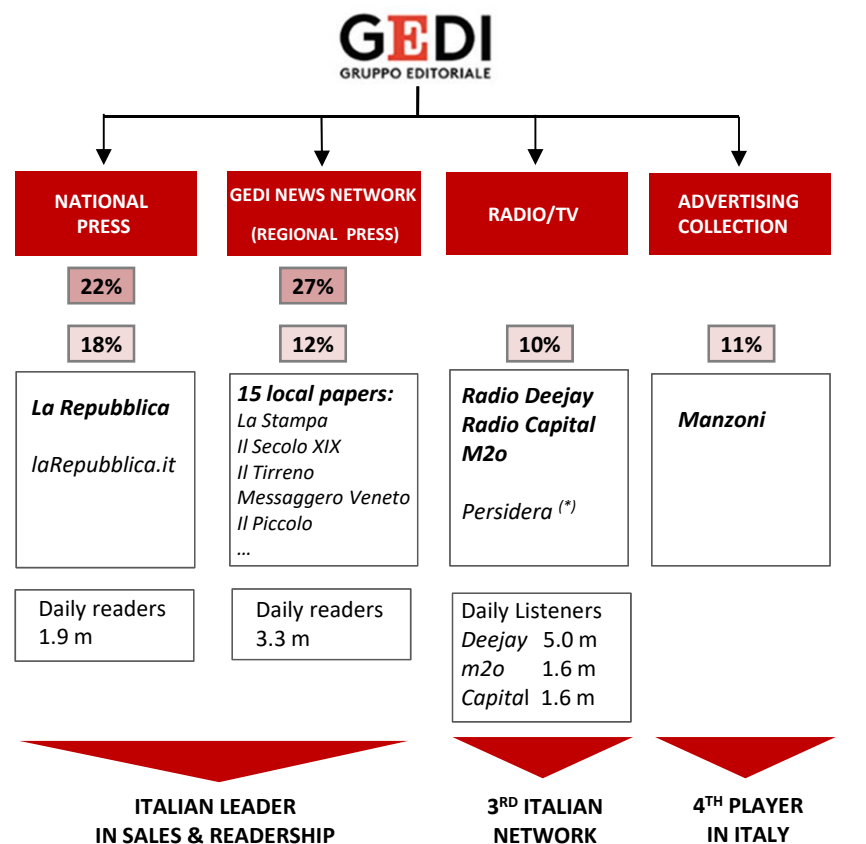 GEDI
GRUPPO EDITORIALE
NATIONAL
PRESS
GEDI NEWS NETWORK
(REGIONAL PRESS)
RADIO/TV
ADVERTISING
COLLECTION
22%
27%
18%
12%
10%
11%
La Repubblica
laRepubblica.it
15 local papers:
La Stampa
Il Secolo XIX
Il Tirreno
Messaggero Veneto
Il Piccolo
…
Radio Deejay
Radio Capital
M2o
Persidera (*)
Manzoni
Daily readers
1.9 m
Daily readers
3.3 m
Daily Listeners
Deejay 5.0 m
m2o 1.6 m
Capital 1.6 m
ITALIAN LEADER
IN SALES & READERSHIP
3RD ITALIAN
NETWORK
4TH PLAYER
IN ITALY